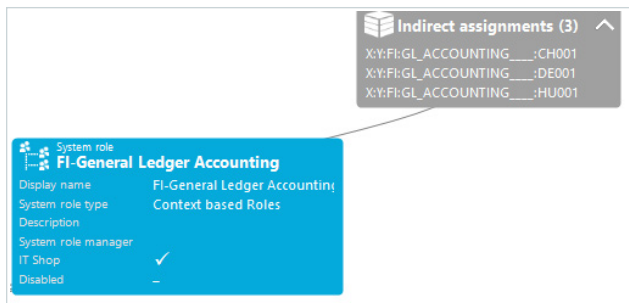 Indirect assignments (3)
X:Y:FI:GL_ACCOUNTING____:CH001
X:Y:FI:GL_ACCOUNTING____:DE001
X:Y:FI:GL_ACCOUNTING____:HU001
System role
FI-General Ledger Accounting
Display name FI-General Ledger Accounting
System role type Context based Roles
Description
System role manager
IT Shop ✓
Disabled –